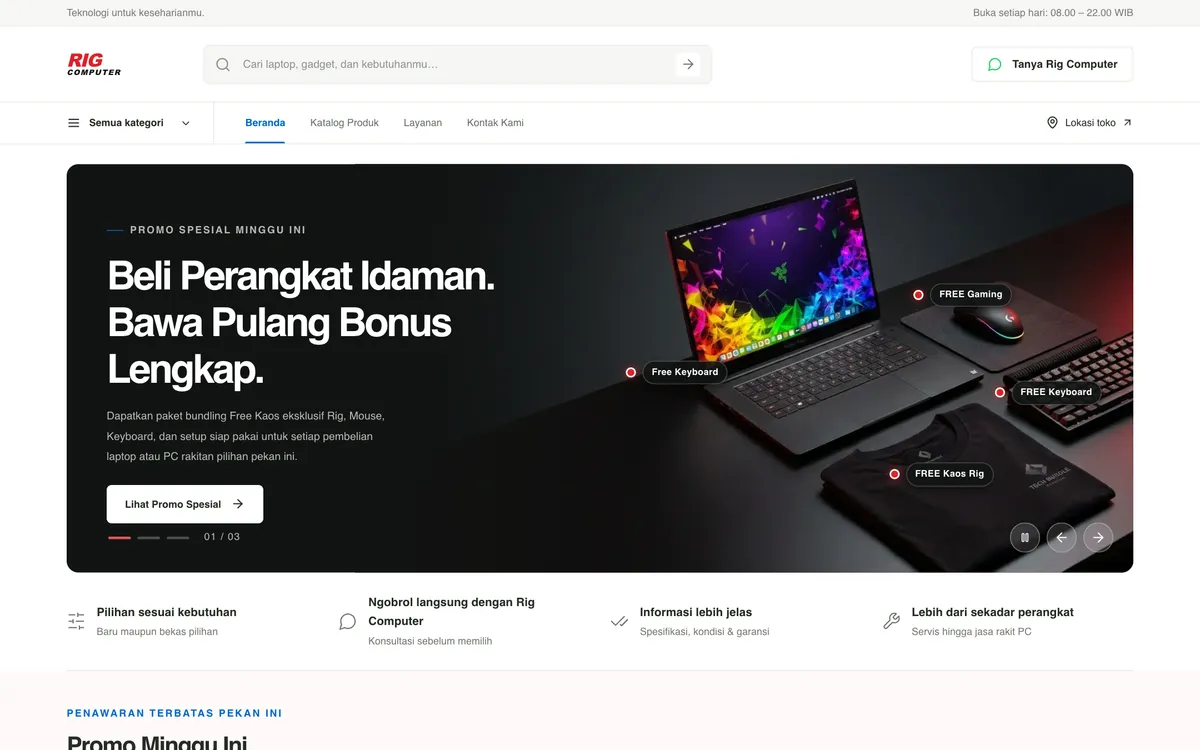 Teknologi untuk keseharianmu.
Buka setiap hari: 08.00 – 22.00 WIB
RIG
COMPUTER
Cari laptop, gadget, dan kebutuhanmu…
Tanya Rig Computer
Semua kategori
Beranda
Katalog Produk
Layanan
Kontak Kami
Lokasi toko
PROMO SPESIAL MINGGU INI
Beli Perangkat Idaman.
Bawa Pulang Bonus
Lengkap.
Dapatkan paket bundling Free Kaos eksklusif Rig, Mouse,
Keyboard, dan setup siap pakai untuk setiap pembelian
laptop atau PC rakitan pilihan pekan ini.
Lihat Promo Spesial
01 / 03
FREE Gaming
Free Keyboard
FREE Keyboard
FREE Kaos Rig
TECH BUNDLE
Pilihan sesuai kebutuhan
Baru maupun bekas pilihan
Ngobrol langsung dengan Rig
Computer
Konsultasi sebelum memilih
Informasi lebih jelas
Spesifikasi, kondisi & garansi
Lebih dari sekadar perangkat
Servis hingga jasa rakit PC
PENAWARAN TERBATAS PEKAN INI
Promo Minggu Ini